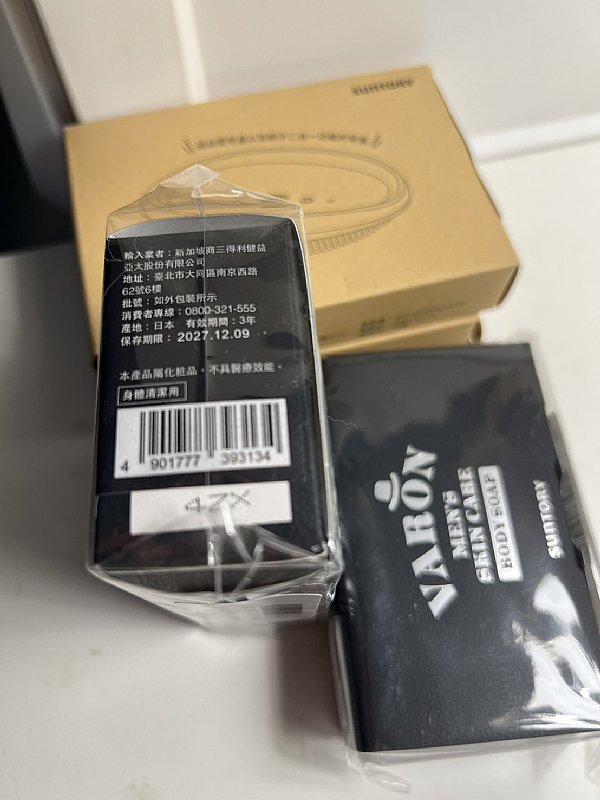 SUNTORY
輸入業者：新加坡商三得利健益
亞太股份有限公司
地址：臺北市大同區南京西路
62號6樓
批號：如外包裝所示
消費者專線：0800-321-555
產地：日本 有效期間：3年
保存期限：2027.12.09
本產品屬化粧品，不具醫療效能。
身體清潔用
4 901777 393134
VARON
MEN'S
SKIN CARE
BODY SOAP
SUNTORY